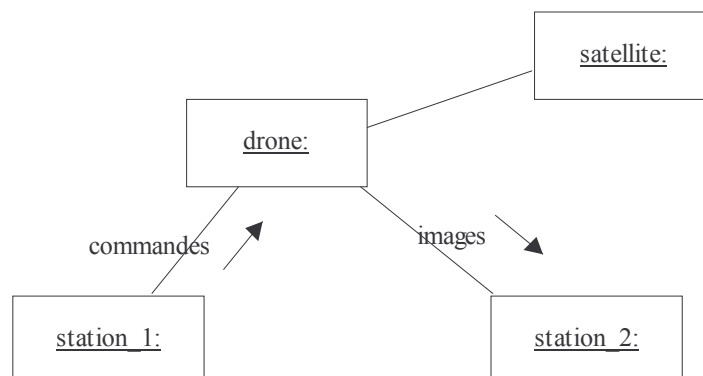 satellite:
drone:
commandes
images
station_1:
station_2: